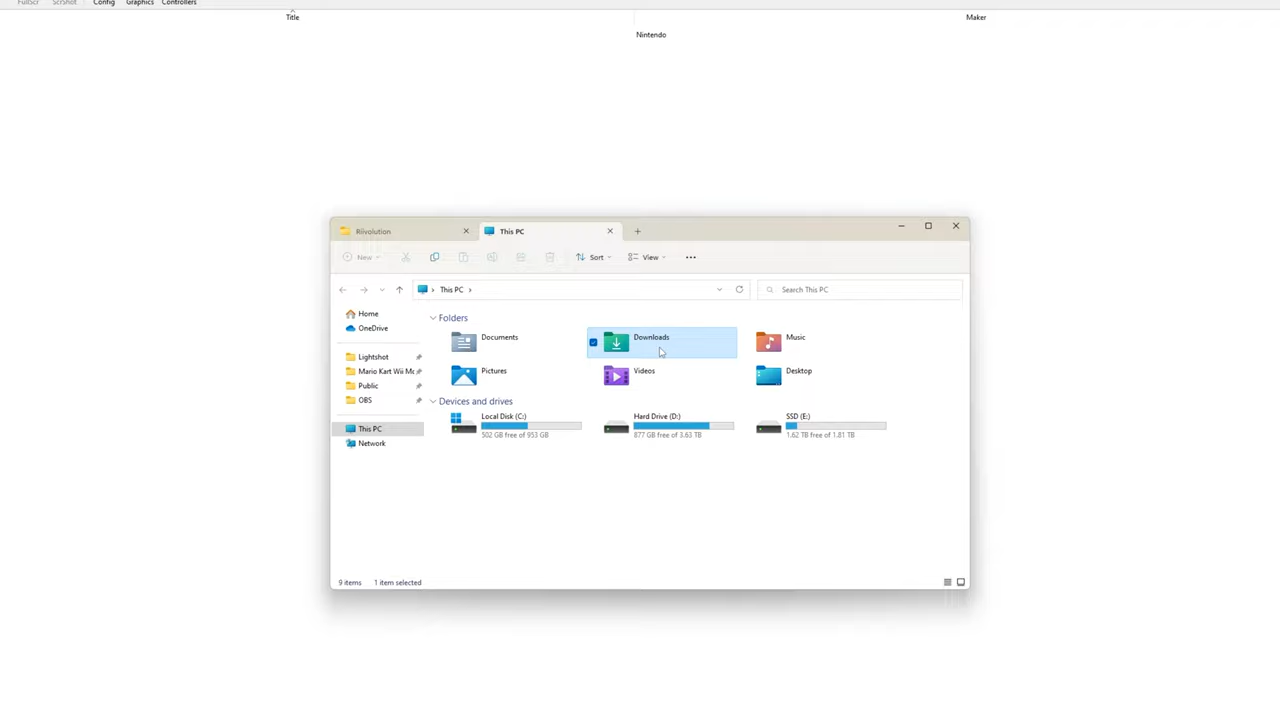 FullScr ScrShot Config Graphics Controllers
Title Maker
Nintendo
Riivolution This PC
New Sort View
This PC Search This PC
Home
OneDrive
Lightshot
Mario Kart Wii Mo
Public
OBS
This PC
Network
Folders
Documents Downloads Music
Pictures Videos Desktop
Devices and drives
Local Disk (C:) Hard Drive (D:) SSD (E:)
502 GB free of 953 GB 877 GB free of 3.63 TB 1.62 TB free of 1.81 TB
9 items 1 item selected